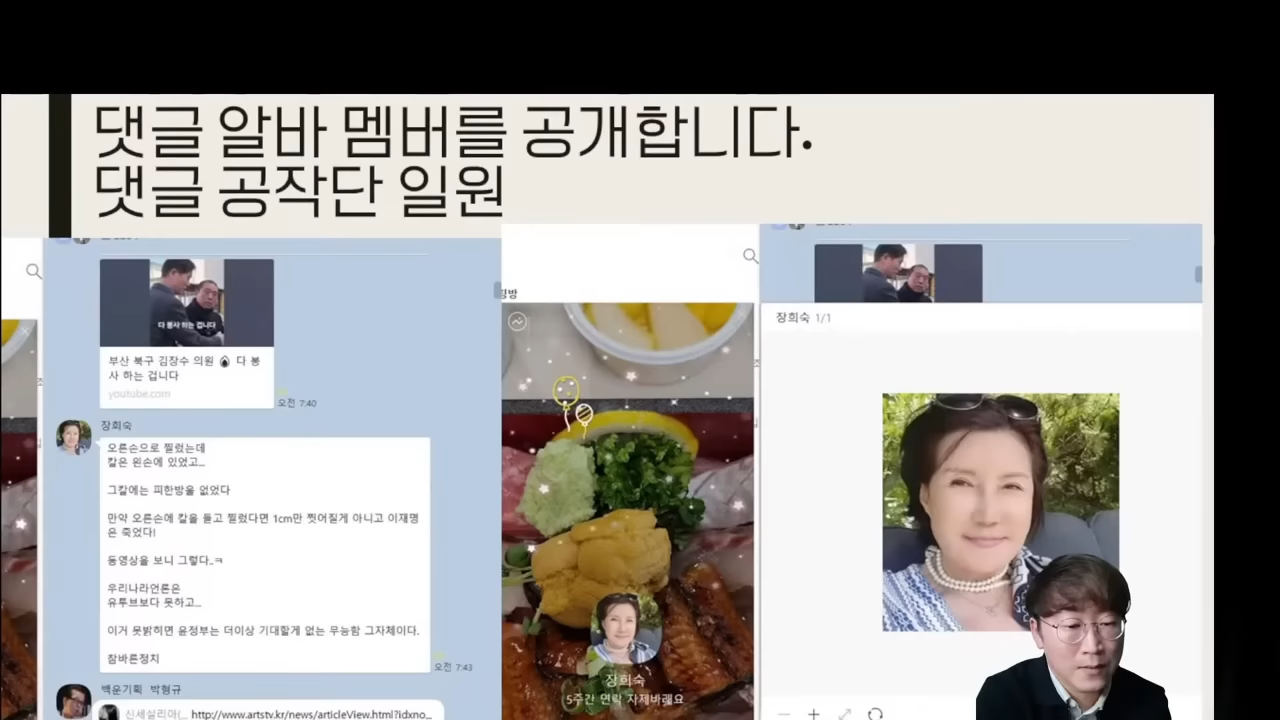 댓글 알바 멤버를 공개합니다.
댓글 공작단 일원
다 봉사 하는 겁니다
부산 북구 김장수 의원 다 봉
사 하는 겁니다
youtube.com
오전 7:40
장희숙
오른손으로 찔렀는데
칼은 왼손에 있었고...
그칼에는 피한방울 없었다
만약 오른손에 칼을 들고 찔렀다면 1cm만 찟어질게 아니고 이재명
은 죽었다!
동영상을 보니 그렇다..ㅋ
우리나라언론은
유투브보다 못하고...
이거 못밝히면 윤정부는 더이상 기대할게 없는 무능함 그자체이다.
참바른정치
오전 7:43
백운기획 박형규
신세설리아(... http://www.artstv.kr/news/articleView.html?idxno_
장희숙
5주간 연락 자제바래요
장희숙 1/1